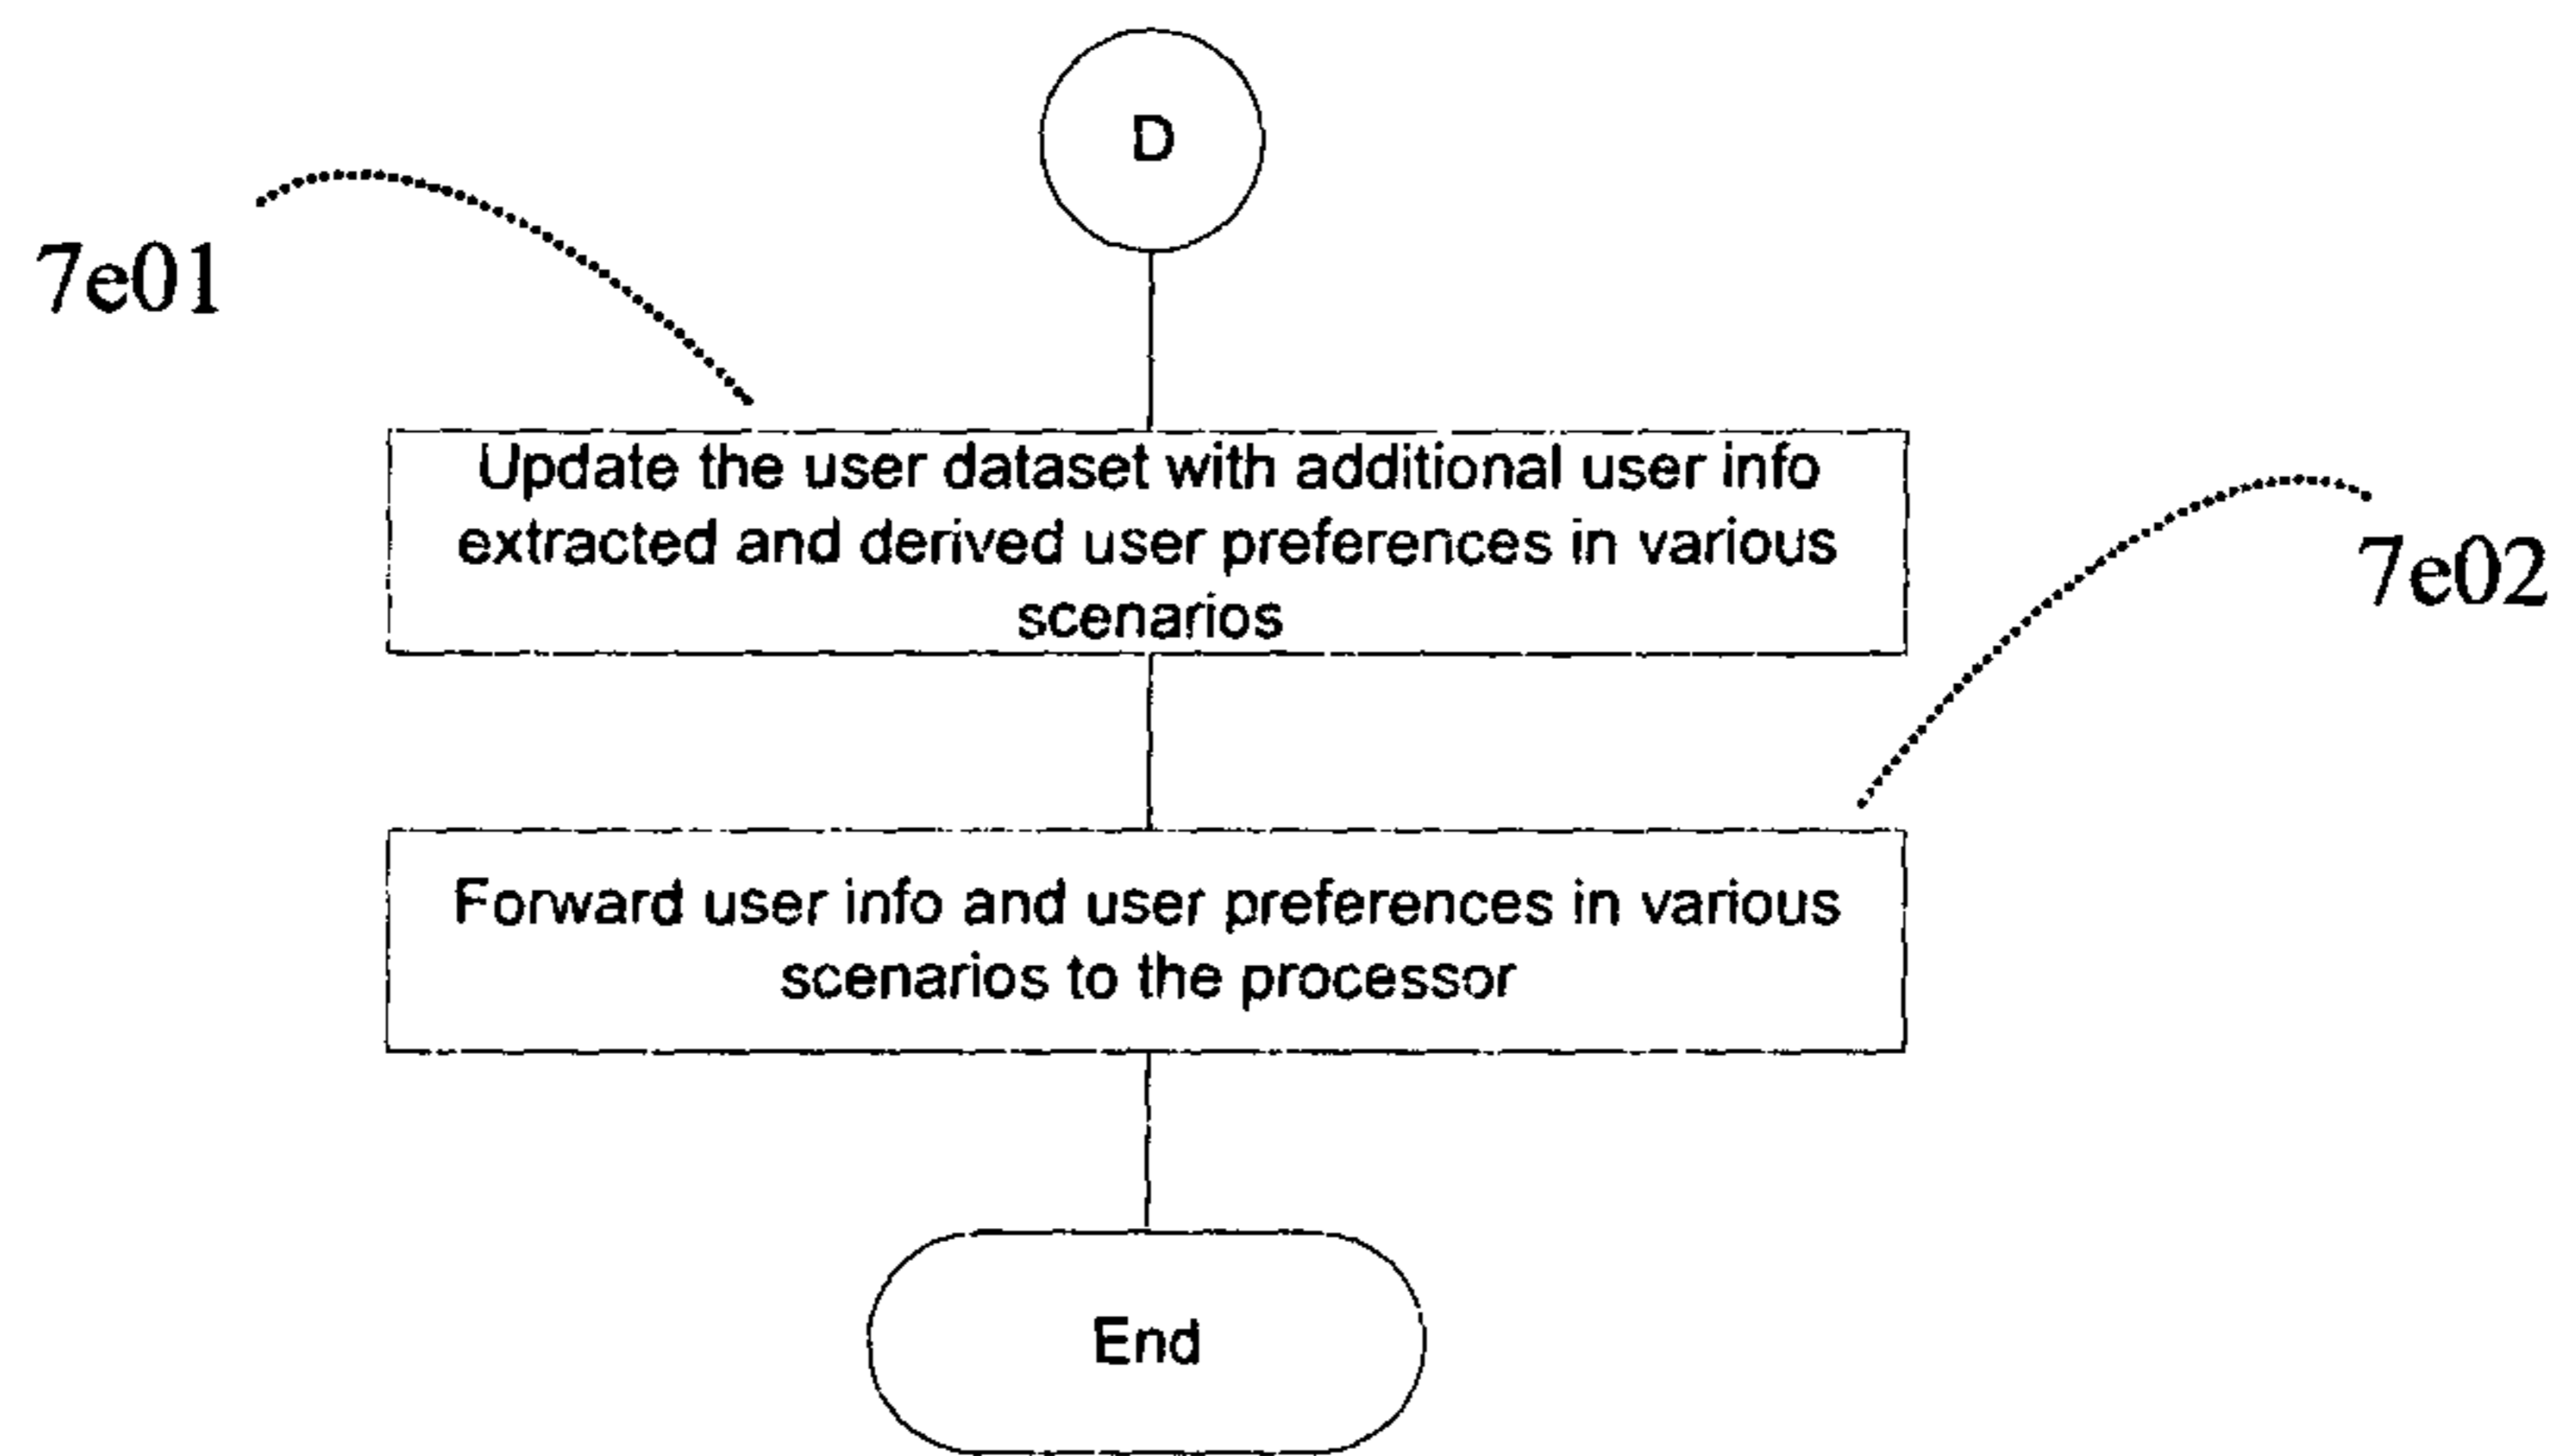 D
7e01
Update the user dataset with additional user info
extracted and derived user preferences in various
scenarios
7e02
Forward user info and user preferences in various
scenarios to the processor
End